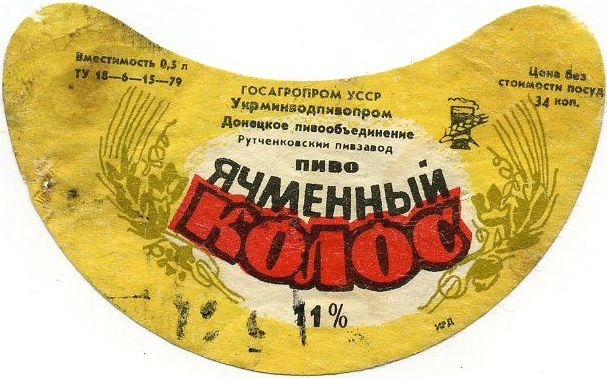 Вместимость 0,5 л
ТУ 18—6—15—79
ГОСАГРОПРОМ УССР
Укрминводпивопром
Донецкое пивообъединение
Рутченковский пивзавод
ПИВО
ЯЧМЕННЫЙ
КОЛОС
11%
Цена без
стоимости посуд
34 коп.